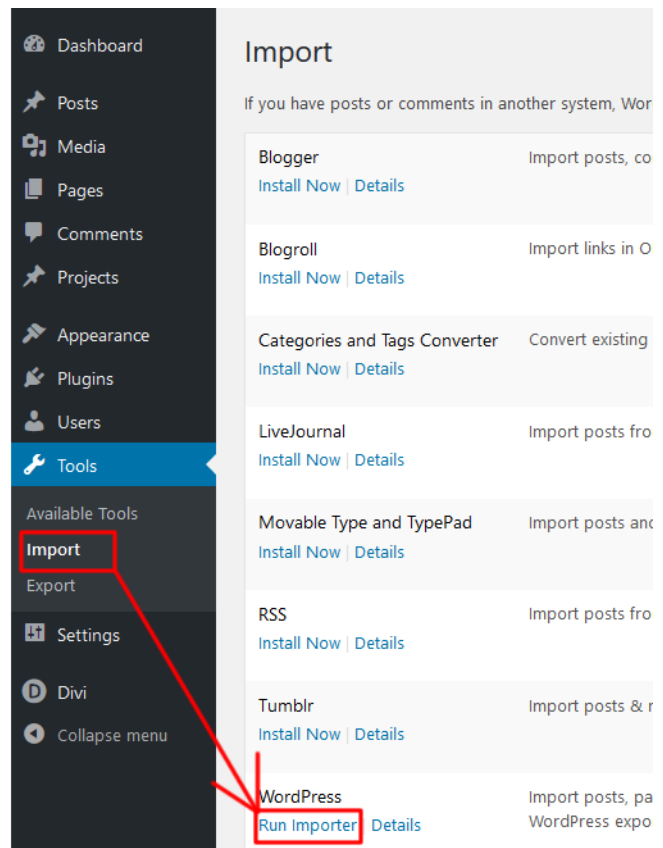 Dashboard
Posts
Media
Pages
Comments
Projects
Appearance
Plugins
Users
Tools
Available Tools
Import
Export
Settings
Divi
Collapse menu
Import
If you have posts or comments in another system, Wor
Blogger
Install Now | Details
Import posts, co
Blogroll
Install Now | Details
Import links in O
Categories and Tags Converter
Install Now | Details
Convert existing
LiveJournal
Install Now | Details
Import posts fro
Movable Type and TypePad
Install Now | Details
Import posts and
RSS
Install Now | Details
Import posts fro
Tumblr
Install Now | Details
Import posts & r
WordPress
Run Importer | Details
Import posts, pa
WordPress expo